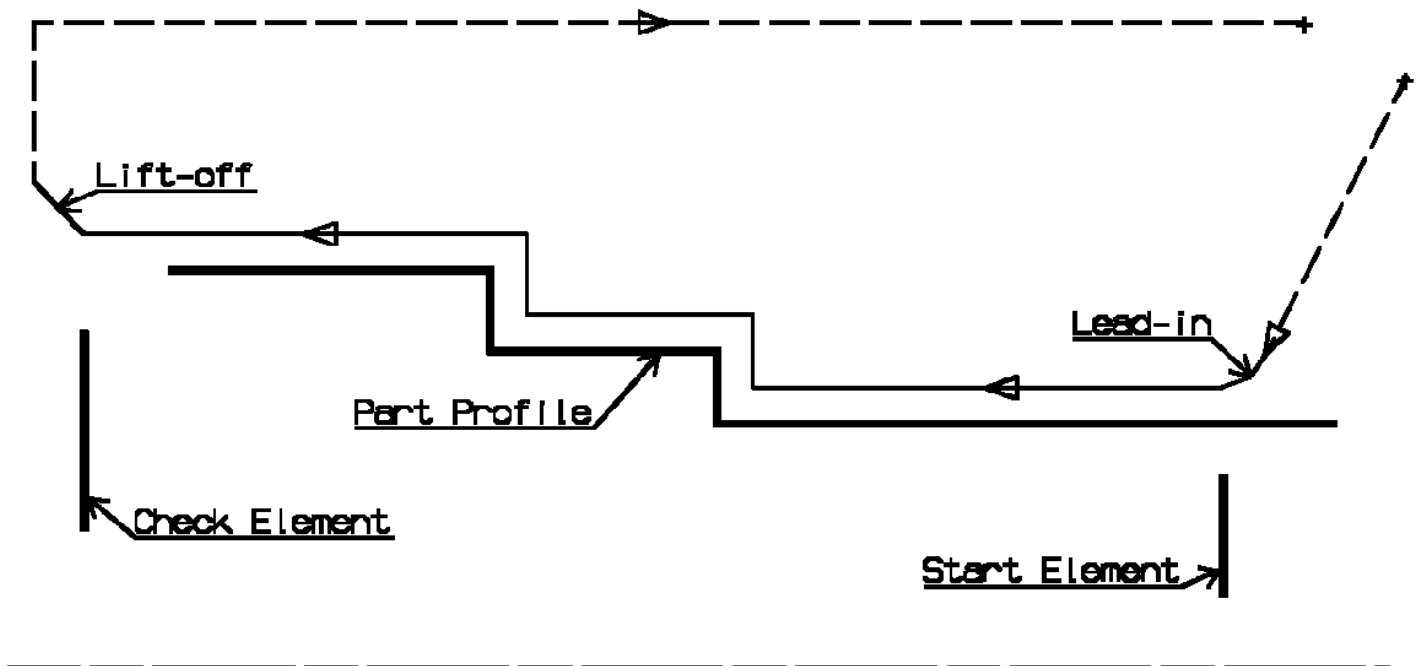 Lift-off
Lead-in
Part Profile
Check Element
Start Element